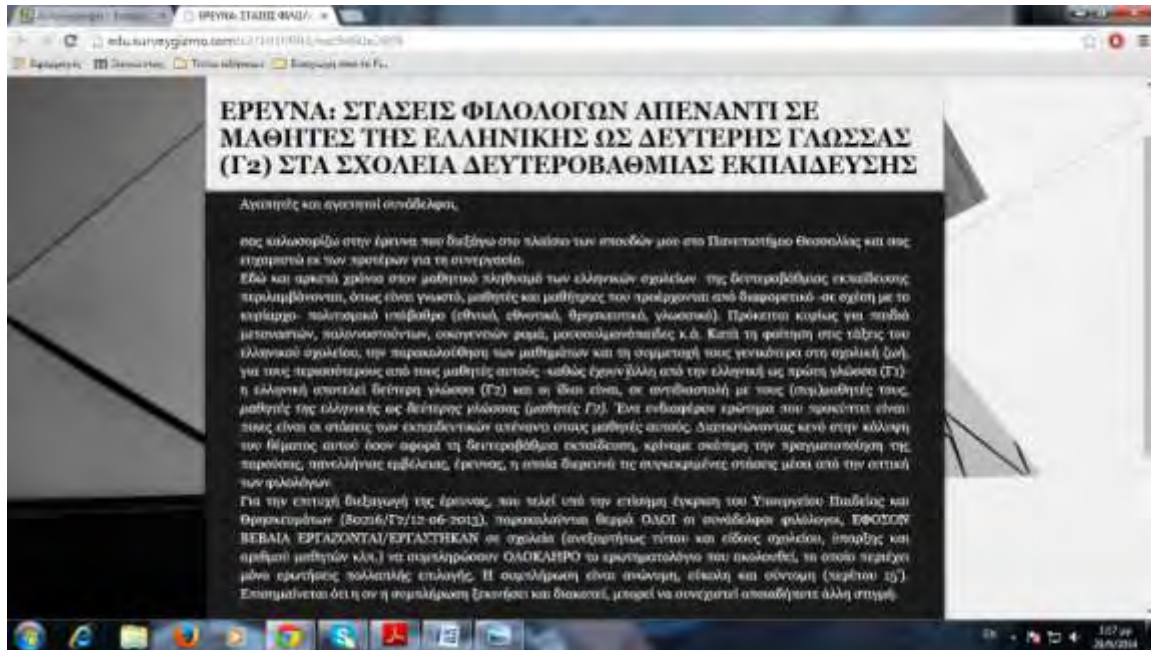 ΕΡΕΥΝΑ: ΣΤΑΣΕΙΣ ΦΙΛΟ
edu.surveygizmo.com
ΕΡΕΥΝΑ: ΣΤΑΣΕΙΣ ΦΙΛΟΛΟΓΩΝ ΑΠΕΝΑΝΤΙ ΣΕ
ΜΑΘΗΤΕΣ ΤΗΣ ΕΛΛΗΝΙΚΗΣ ΩΣ ΔΕΥΤΕΡΗΣ ΓΛΩΣΣΑΣ
(Γ2) ΣΤΑ ΣΧΟΛΕΙΑ ΔΕΥΤΕΡΟΒΑΘΜΙΑΣ ΕΚΠΑΙΔΕΥΣΗΣ
Αγαπητές και αγαπητοί συνάδελφοι,
σας καλωσορίζω στην έρευνα που διεξάγω στο πλαίσιο των σπουδών μου στο Πανεπιστήμιο Θεσσαλίας και σας
ευχαριστώ εκ των προτέρων για τη συνεργασία.
Εδώ και αρκετά χρόνια στον μαθητικό πληθυσμό των ελληνικών σχολείων της δευτεροβάθμιας εκπαίδευσης
περιλαμβάνονται, όπως είναι γνωστό, μαθητές και μαθήτριες που προέρχονται από διαφορετικό -σε σχέση με το
κυρίαρχο- πολιτισμικό υπόβαθρο (εθνικό, εθνοτικό, θρησκευτικό, γλωσσικό). Πρόκειται κυρίως για παιδιά
μεταναστών, παλιννοστούντων, οικογενειών ρομά, μουσουλμανόπαιδες κ.ά. Κατά τη φοίτηση στις τάξεις του
ελληνικού σχολείου, την παρακολούθηση των μαθημάτων και τη συμμετοχή τους γενικότερα στη σχολική ζωή,
για τους περισσότερους από τους μαθητές αυτούς -καθώς έχουν άλλη από την ελληνική ως πρώτη γλώσσα (Γ1)-
η ελληνική αποτελεί δεύτερη γλώσσα (Γ2) και οι ίδιοι είναι, σε αντιδιαστολή με τους (συμ)μαθητές τους,
μαθητές της ελληνικής ως δεύτερης γλώσσας (μαθητές Γ2). Ένα ενδιαφέρον ερώτημα που προκύπτει είναι:
ποιες είναι οι στάσεις των εκπαιδευτικών απέναντι στους μαθητές αυτούς. Διαπιστώνοντας κενό στην κάλυψη
του θέματος αυτού όσον αφορά τη δευτεροβάθμια εκπαίδευση, κρίναμε σκόπιμη την πραγματοποίηση της
παρούσας, πανελλήνιας εμβέλειας, έρευνας, η οποία διερευνά τις συγκεκριμένες στάσεις μέσα από την οπτική
των φιλολόγων.
Για την επιτυχή διεξαγωγή της έρευνας, που τελεί υπό την επίσημη έγκριση του Υπουργείου Παιδείας και
Θρησκευμάτων (80216/Γ2/12-06-2013), παρακαλούνται θερμά ΟΛΟΙ οι συνάδελφοι φιλόλογοι, ΕΦΟΣΟΝ
ΒΕΒΑΙΑ ΕΡΓΑΖΟΝΤΑΙ/ΕΡΓΑΣΤΗΚΑΝ σε σχολεία (ανεξαρτήτως τύπου και είδους σχολείου, ύπαρξης και
αριθμού μαθητών κλπ.) να συμπληρώσουν ΟΛΟΚΛΗΡΟ το ερωτηματολόγιο που ακολουθεί, το οποίο περιέχει
μόνο ερωτήσεις πολλαπλής επιλογής. Η συμπλήρωση είναι ανώνυμη, εύκολη και σύντομη (περίπου 15').
Επισημαίνεται ότι η αν η συμπλήρωση ξεκινήσει και διακοπεί, μπορεί να συνεχιστεί οποιαδήποτε άλλη στιγμή.
EN